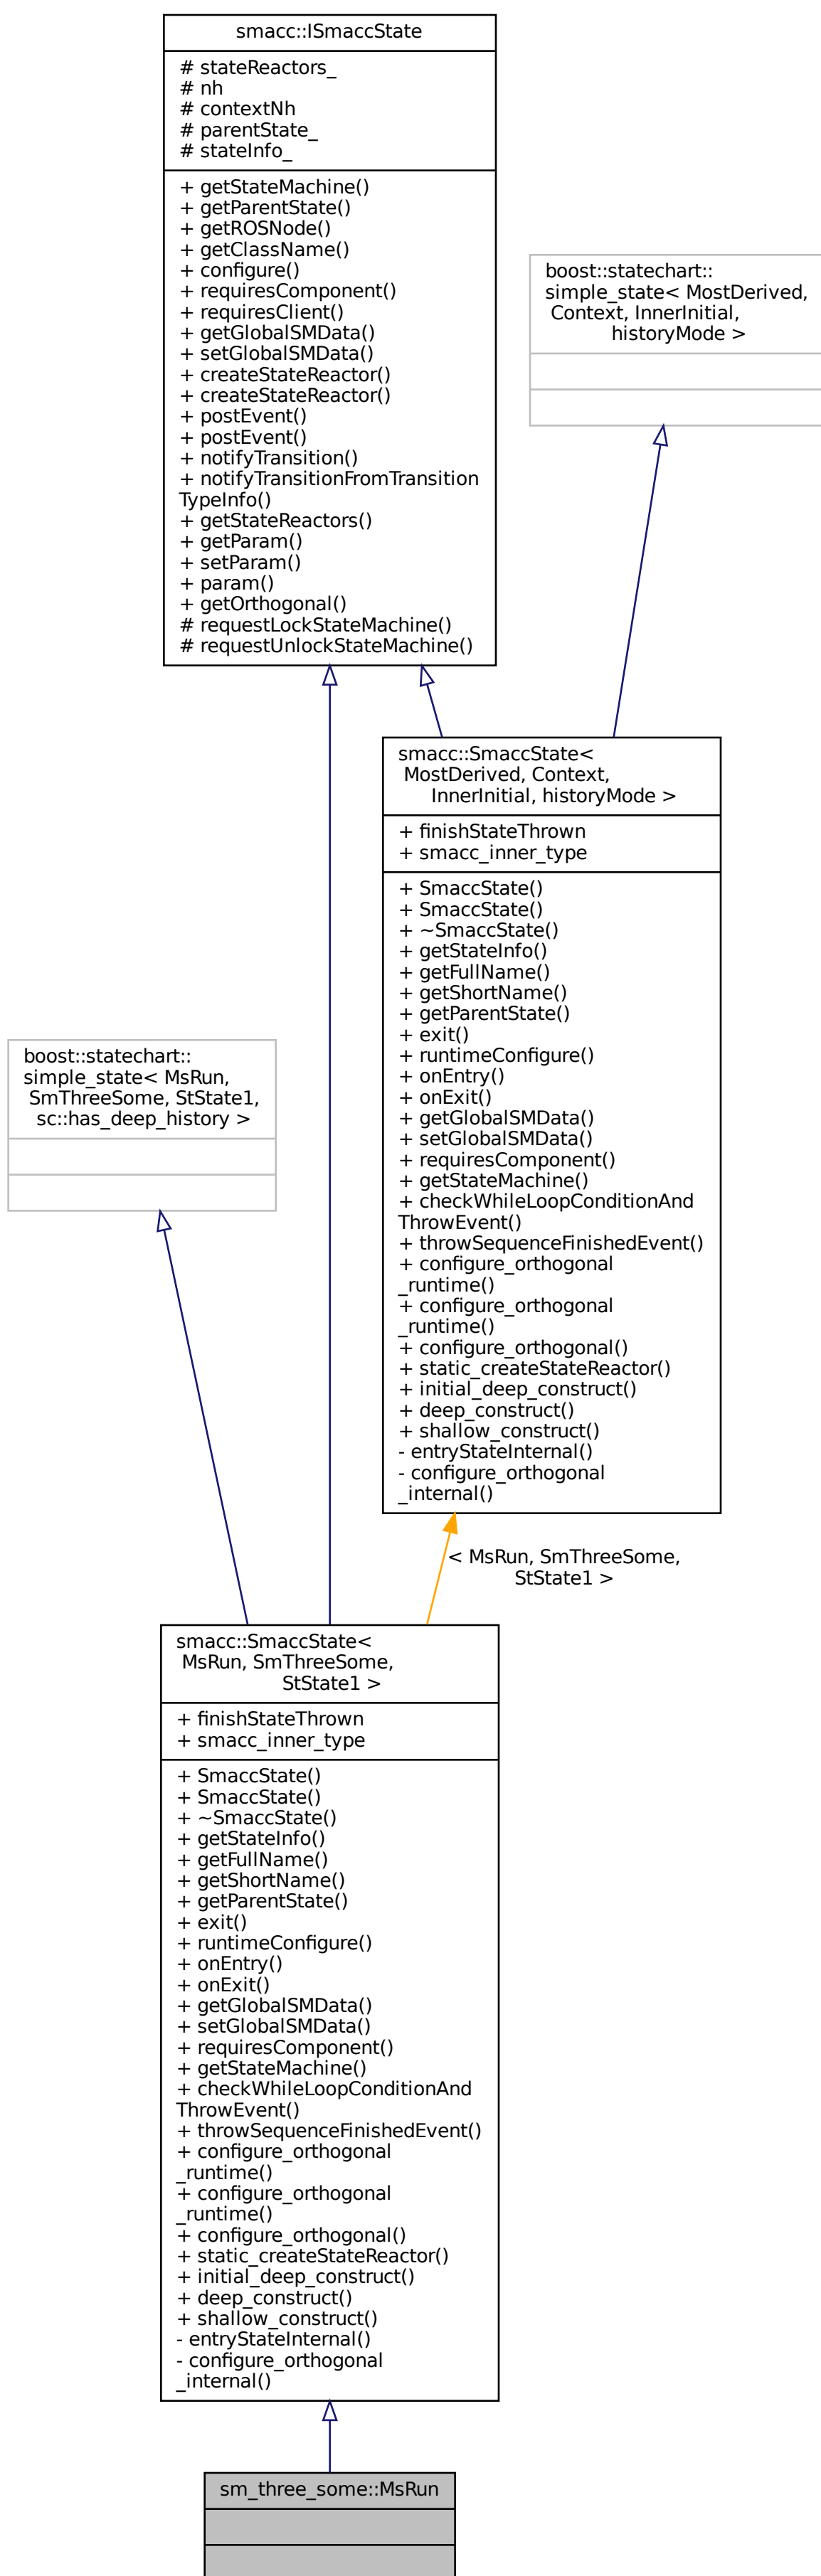 smacc::ISmaccState
# stateReactors_
# nh
# contextNh
# parentState_
# stateInfo_
+ getStateMachine()
+ getParentState()
+ getROSNode()
+ getClassName()
+ configure()
+ requiresComponent()
+ requiresClient()
+ getGlobalSMData()
+ setGlobalSMData()
+ createStateReactor()
+ createStateReactor()
+ postEvent()
+ postEvent()
+ notifyTransition()
+ notifyTransitionFromTransition
TypeInfo()
+ getStateReactors()
+ getParam()
+ setParam()
+ param()
+ getOrthogonal()
# requestLockStateMachine()
# requestUnlockStateMachine()
boost::statechart::
simple_state< MostDerived,
Context, InnerInitial,
historyMode >
smacc::SmaccState<
MostDerived, Context,
InnerInitial, historyMode >
+ finishStateThrown
+ smacc_inner_type
+ SmaccState()
+ SmaccState()
+ ~SmaccState()
+ getStateInfo()
+ getFullName()
+ getShortName()
+ getParentState()
+ exit()
+ runtimeConfigure()
+ onEntry()
+ onExit()
+ getGlobalSMData()
+ setGlobalSMData()
+ requiresComponent()
+ getStateMachine()
+ checkWhileLoopConditionAnd
ThrowEvent()
+ throwSequenceFinishedEvent()
+ configure_orthogonal
_runtime()
+ configure_orthogonal
_runtime()
+ configure_orthogonal()
+ static_createStateReactor()
+ initial_deep_construct()
+ deep_construct()
+ shallow_construct()
- entryStateInternal()
- configure_orthogonal
_internal()
boost::statechart::
simple_state< MsRun,
SmThreeSome, StState1,
sc::has_deep_history >
< MsRun, SmThreeSome,
StState1 >
smacc::SmaccState<
MsRun, SmThreeSome,
StState1 >
+ finishStateThrown
+ smacc_inner_type
+ SmaccState()
+ SmaccState()
+ ~SmaccState()
+ getStateInfo()
+ getFullName()
+ getShortName()
+ getParentState()
+ exit()
+ runtimeConfigure()
+ onEntry()
+ onExit()
+ getGlobalSMData()
+ setGlobalSMData()
+ requiresComponent()
+ getStateMachine()
+ checkWhileLoopConditionAnd
ThrowEvent()
+ throwSequenceFinishedEvent()
+ configure_orthogonal
_runtime()
+ configure_orthogonal
_runtime()
+ configure_orthogonal()
+ static_createStateReactor()
+ initial_deep_construct()
+ deep_construct()
+ shallow_construct()
- entryStateInternal()
- configure_orthogonal
_internal()
sm_three_some::MsRun